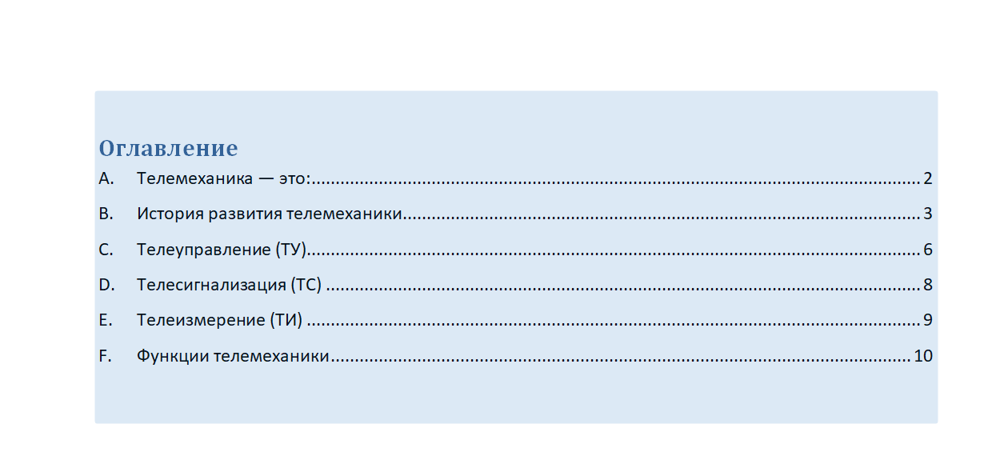 Оглавление
A. Телемеханика — это:.......... 2
B. История развития телемеханики.......... 3
C. Телеуправление (ТУ).......... 6
D. Телесигнализация (ТС) .......... 8
E. Телеизмерение (ТИ) .......... 9
F. Функции телемеханики.......... 10